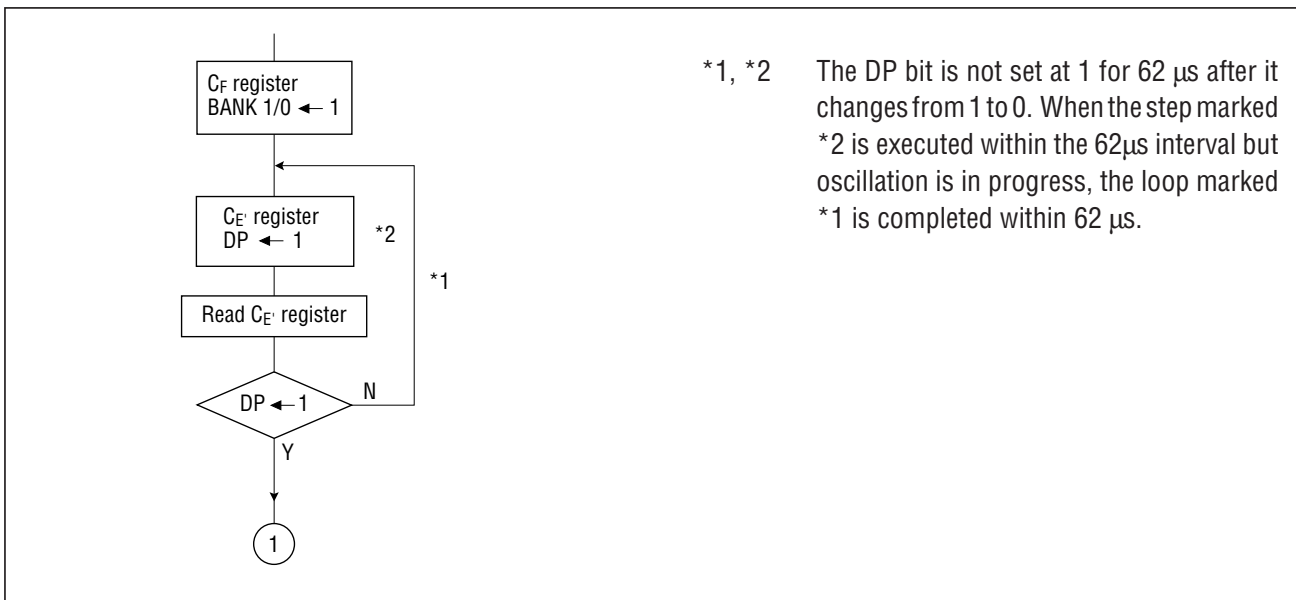 C_F register
BANK 1/0 ← 1
C_E' register
DP ← 1
*2
*1
Read C_E' register
DP ← 1
N
Y
1
*1, *2 The DP bit is not set at 1 for 62 μs after it
changes from 1 to 0. When the step marked
*2 is executed within the 62μs interval but
oscillation is in progress, the loop marked
*1 is completed within 62 μs.